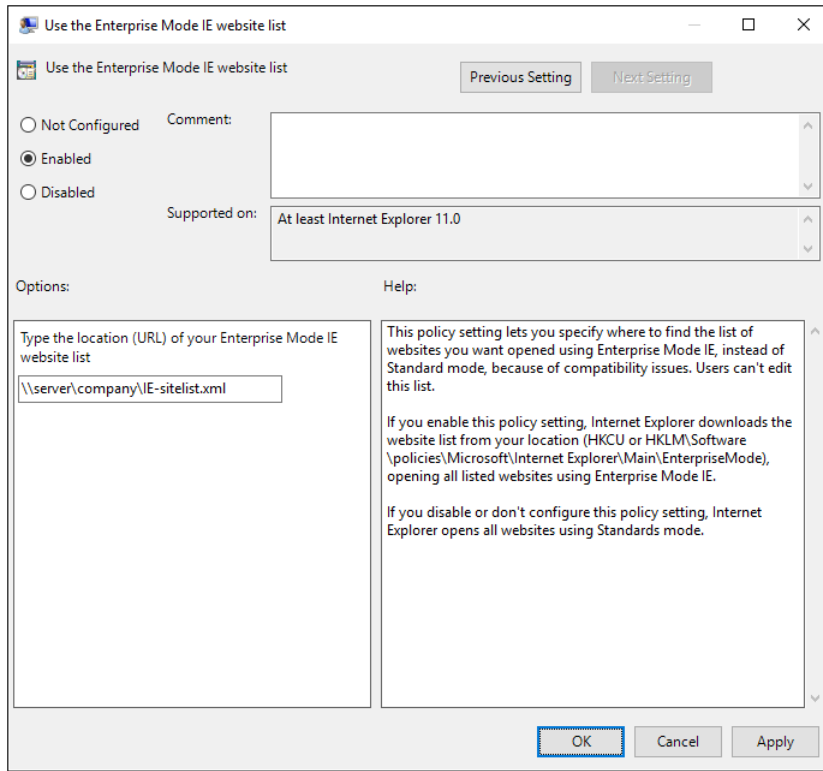 Use the Enterprise Mode IE website list
Use the Enterprise Mode IE website list
Previous Setting
Next Setting
Not Configured
Enabled
Disabled
Comment:
Supported on:
At least Internet Explorer 11.0
Options:
Help:
Type the location (URL) of your Enterprise Mode IE
website list
\\server\company\IE-sitelist.xml
This policy setting lets you specify where to find the list of
websites you want opened using Enterprise Mode IE, instead of
Standard mode, because of compatibility issues. Users can't edit
this list.
If you enable this policy setting, Internet Explorer downloads the
website list from your location (HKCU or HKLM\Software
\policies\Microsoft\Internet Explorer\Main\EnterpriseMode),
opening all listed websites using Enterprise Mode IE.
If you disable or don't configure this policy setting, Internet
Explorer opens all websites using Standards mode.
OK
Cancel
Apply